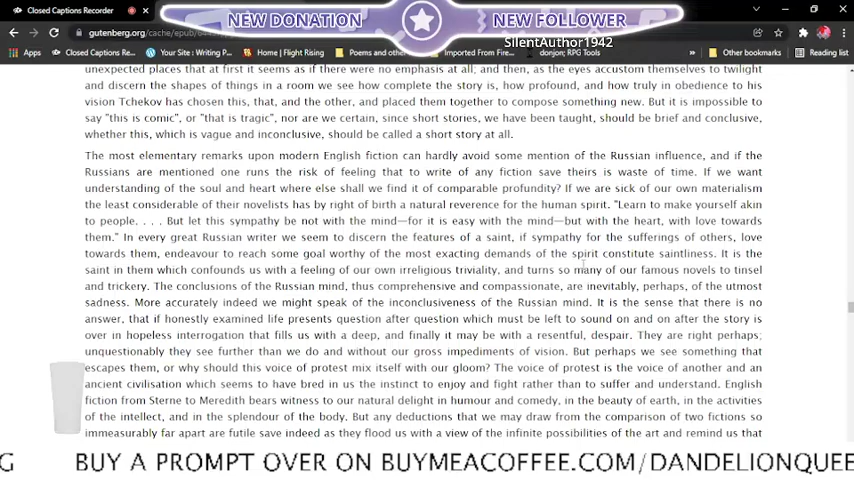 Closed Captions Recorder
NEW DONATION
NEW FOLLOWER
SilentAuthor1942
gutenberg.org/cache/epub/64
Apps
Closed Captions Re...
Your Site : Writing
Home | Flight Rising
Poems and other
Imported From Fire...
donjon; RPG Tools
Other bookmarks
Reading list
unexpected places that at first it seems as if there were no emphasis at all, and then, as the eyes accustom themselves to twilight
and discern the shapes of things in a room we see how complete the story is, how profound, and how truly in obedience to his
vision Tchekov has chosen this, that, and the other, and placed them together to compose something new. But it is impossible to
say "this is comic", or "that is tragic", nor are we certain, since short stories, we have been taught, should be brief and conclusive,
whether this, which is vague and inconclusive, should be called a short story at all.
The most elementary remarks upon modern English fiction can hardly avoid some mention of the Russian influence, and if the
Russians are mentioned one runs the risk of feeling that to write of any fiction save theirs is waste of time. If we want
understanding of the soul and heart where else shall we find it of comparable profundity? If we are sick of our own materialism
the least considerable of their novelists has by right of birth a natural reverence for the human spirit. "Learn to make yourself akin
to people. . . . But let this sympathy be not with the mind—for it is easy with the mind—but with the heart, with love towards
them." In every great Russian writer we seem to discern the features of a saint, if sympathy for the sufferings of others, love
towards them, endeavour to reach some goal worthy of the most exacting demands of the spirit constitute saintliness. It is the
saint in them which confounds us with a feeling of our own irreligious triviality, and turns so many of our famous novels to tinsel
and trickery. The conclusions of the Russian mind, thus comprehensive and compassionate, are inevitably, perhaps, of the utmost
sadness. More accurately indeed we might speak of the inconclusiveness of the Russian mind. It is the sense that there is no
answer, that if honestly examined life presents question after question which must be left to sound on and on after the story is
over in hopeless interrogation that fills us with a deep, and finally it may be with a resentful, despair. They are right perhaps;
unquestionably they see further than we do and without our gross impediments of vision. But perhaps we see something that
escapes them, or why should this voice of protest mix itself with our gloom? The voice of protest is the voice of another and an
ancient civilisation which seems to have bred in us the instinct to enjoy and fight rather than to suffer and understand. English
fiction from Sterne to Meredith bears witness to our natural delight in humour and comedy, in the beauty of earth, in the activities
of the intellect, and in the splendour of the body. But any deductions that we may draw from the comparison of two fictions so
immeasurably far apart are futile save indeed as they flood us with a view of the infinite possibilities of the art and remind us that
G BUY A PROMPT OVER ON BUYMEACOFFEE.COM/DANDELIONQUEE